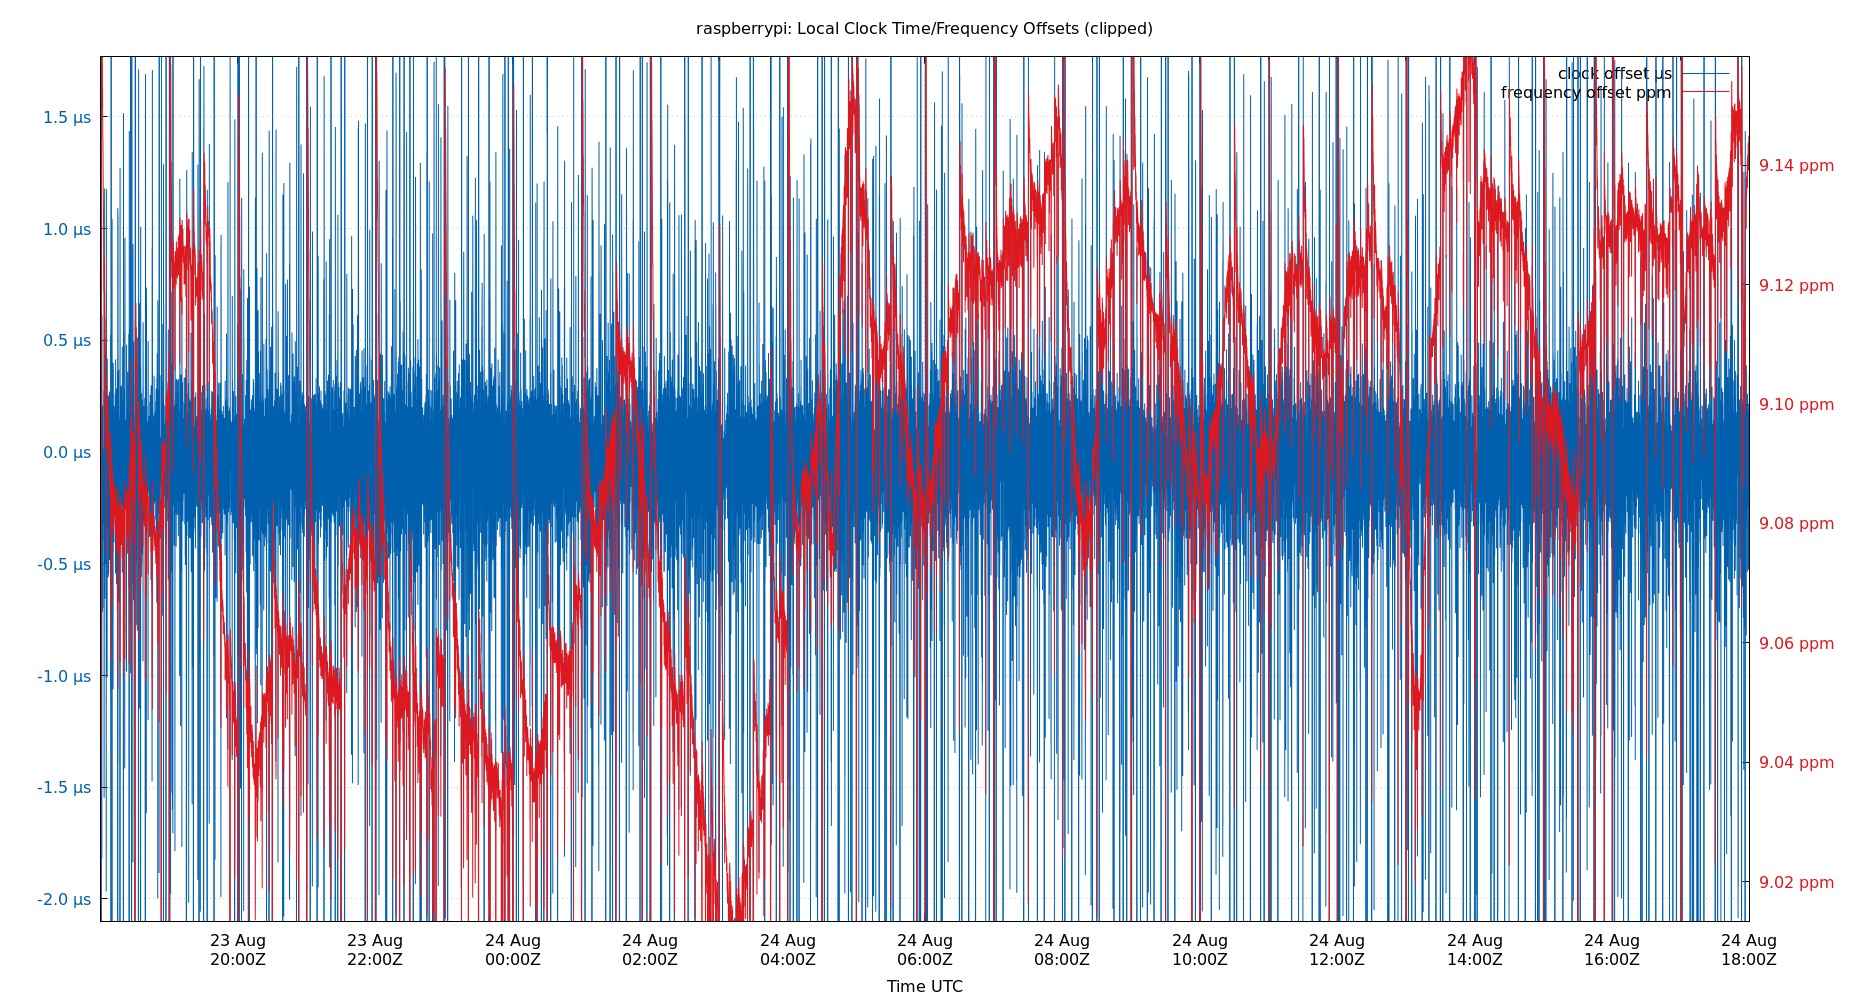 raspberrypi: Local Clock Time/Frequency Offsets (clipped)
clock offset µs
frequency offset ppm
1.5 µs
1.0 µs
0.5 µs
0.0 µs
-0.5 µs
-1.0 µs
-1.5 µs
-2.0 µs
9.14 ppm
9.12 ppm
9.10 ppm
9.08 ppm
9.06 ppm
9.04 ppm
9.02 ppm
23 Aug
20:00Z
23 Aug
22:00Z
24 Aug
00:00Z
24 Aug
02:00Z
24 Aug
04:00Z
24 Aug
06:00Z
24 Aug
08:00Z
24 Aug
10:00Z
24 Aug
12:00Z
24 Aug
14:00Z
24 Aug
16:00Z
24 Aug
18:00Z
Time UTC